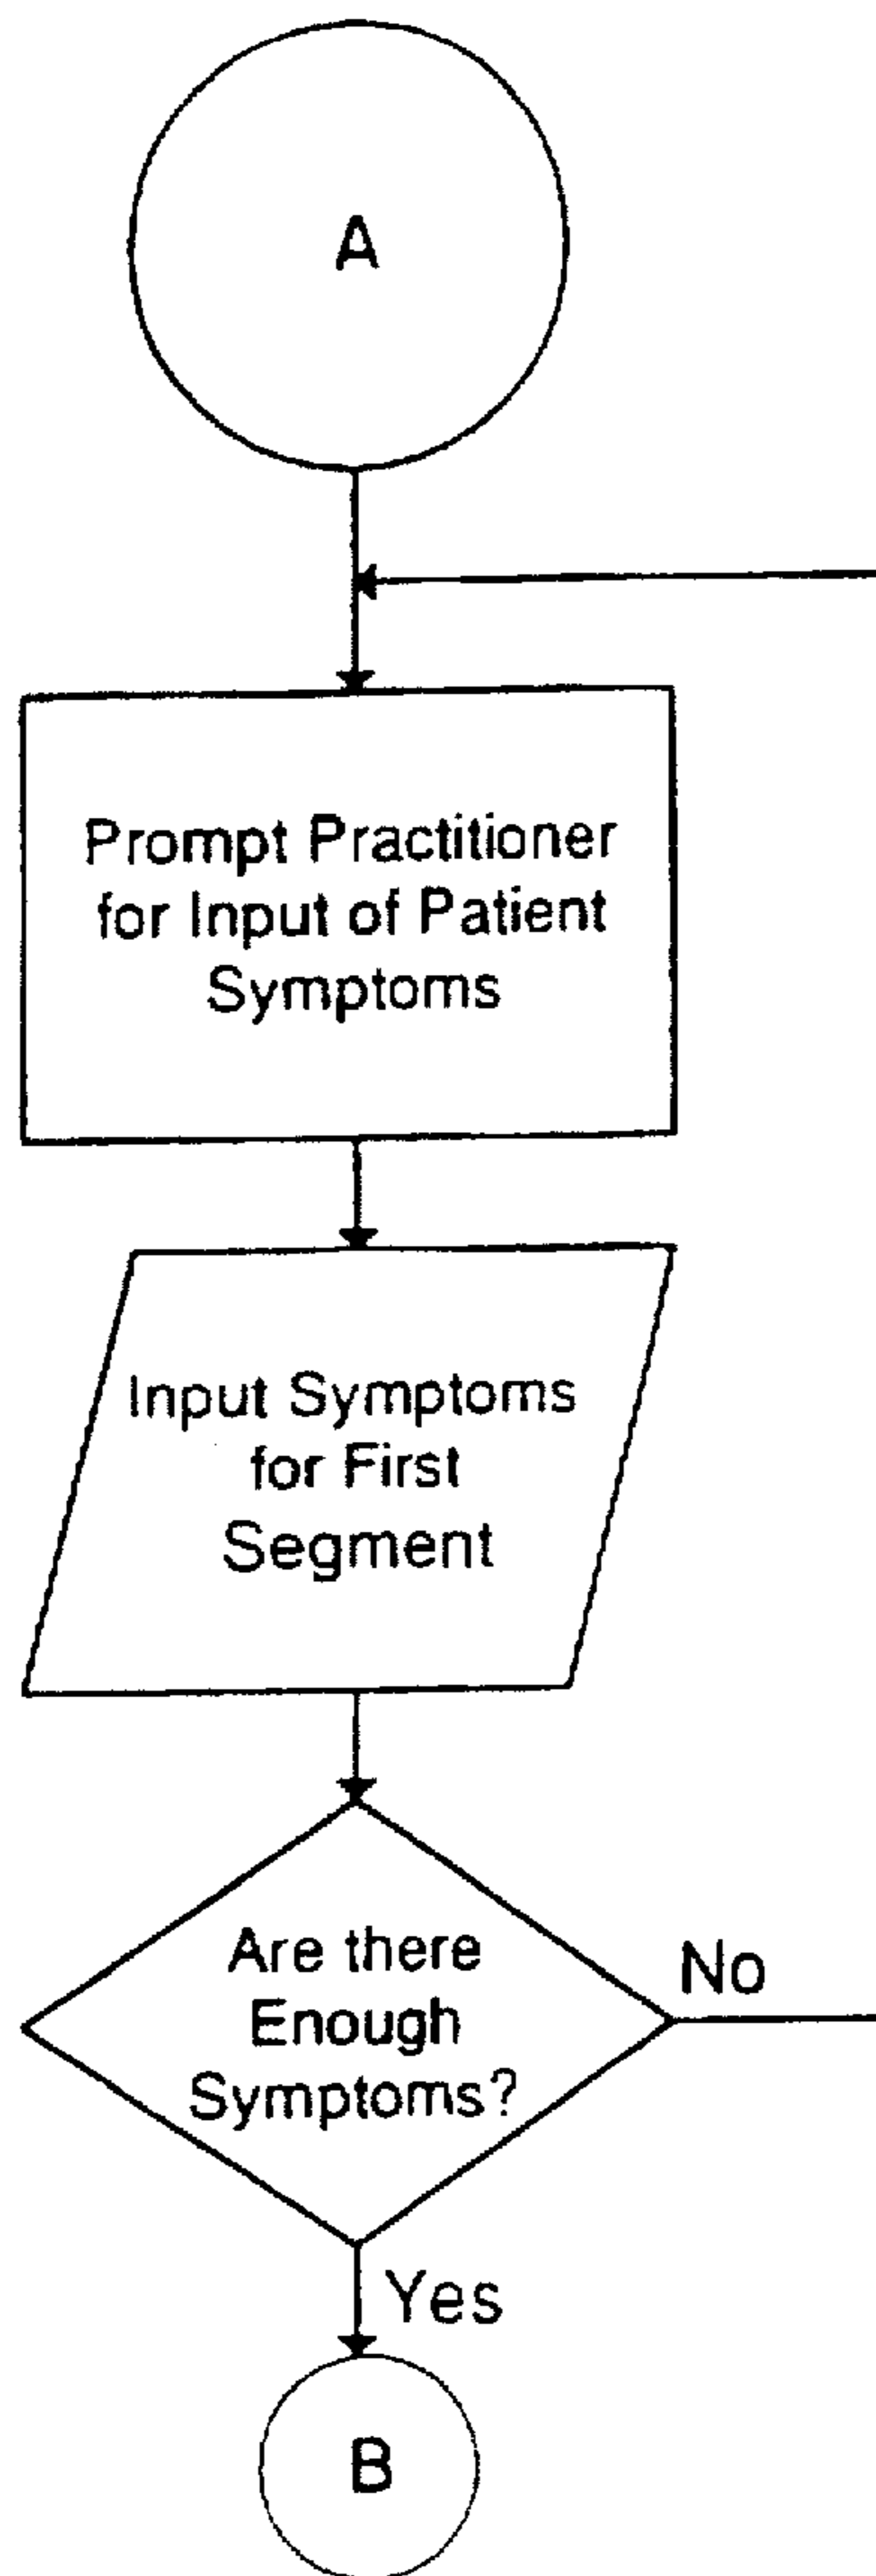 A
Prompt Practitioner
for Input of Patient
Symptoms
Input Symptoms
for First
Segment
Are there
Enough
Symptoms?
No
Yes
B